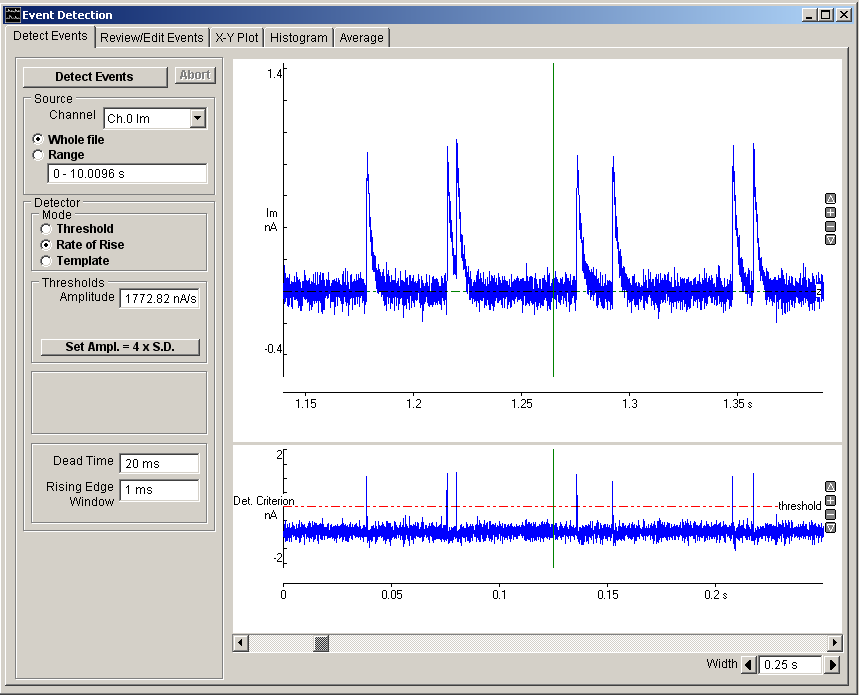 Event Detection
Detect Events Review/Edit Events X-Y Plot Histogram Average
Detect Events Abort
Source
Channel Ch.0 Im
Whole file
Range
0 - 10.0096 s
Detector
Mode
Threshold
Rate of Rise
Template
Thresholds
Amplitude 1772.82 nA/s
Set Ampl. = 4 x S.D.
Dead Time 20 ms
Rising Edge
Window 1 ms
1.4
Im
nA
z
-0.4
1.15 1.2 1.25 1.3 1.35 s
2
Det. Criterion
nA
threshold
-2
0 0.05 0.1 0.15 0.2 s
Width 0.25 s